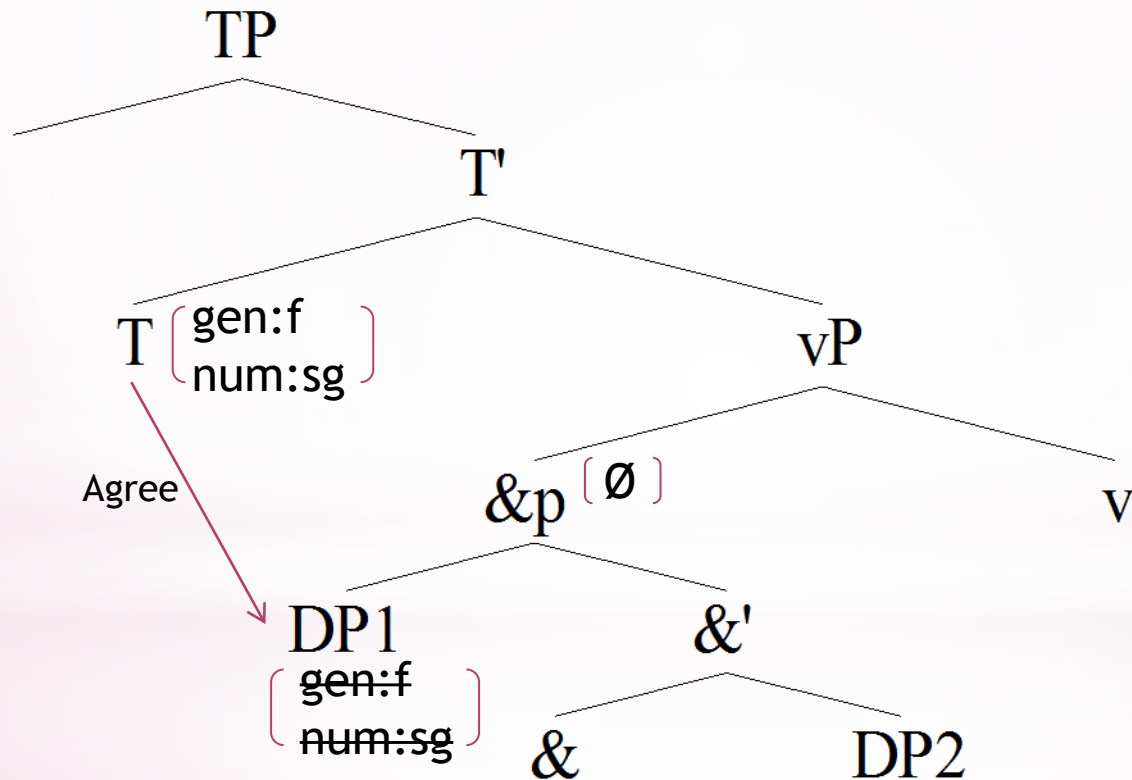 TP
T'
T
gen:f
num:sg
vP
Agree
&p
Ø
v
DP1
&'
gen:f
num:sg
&
DP2